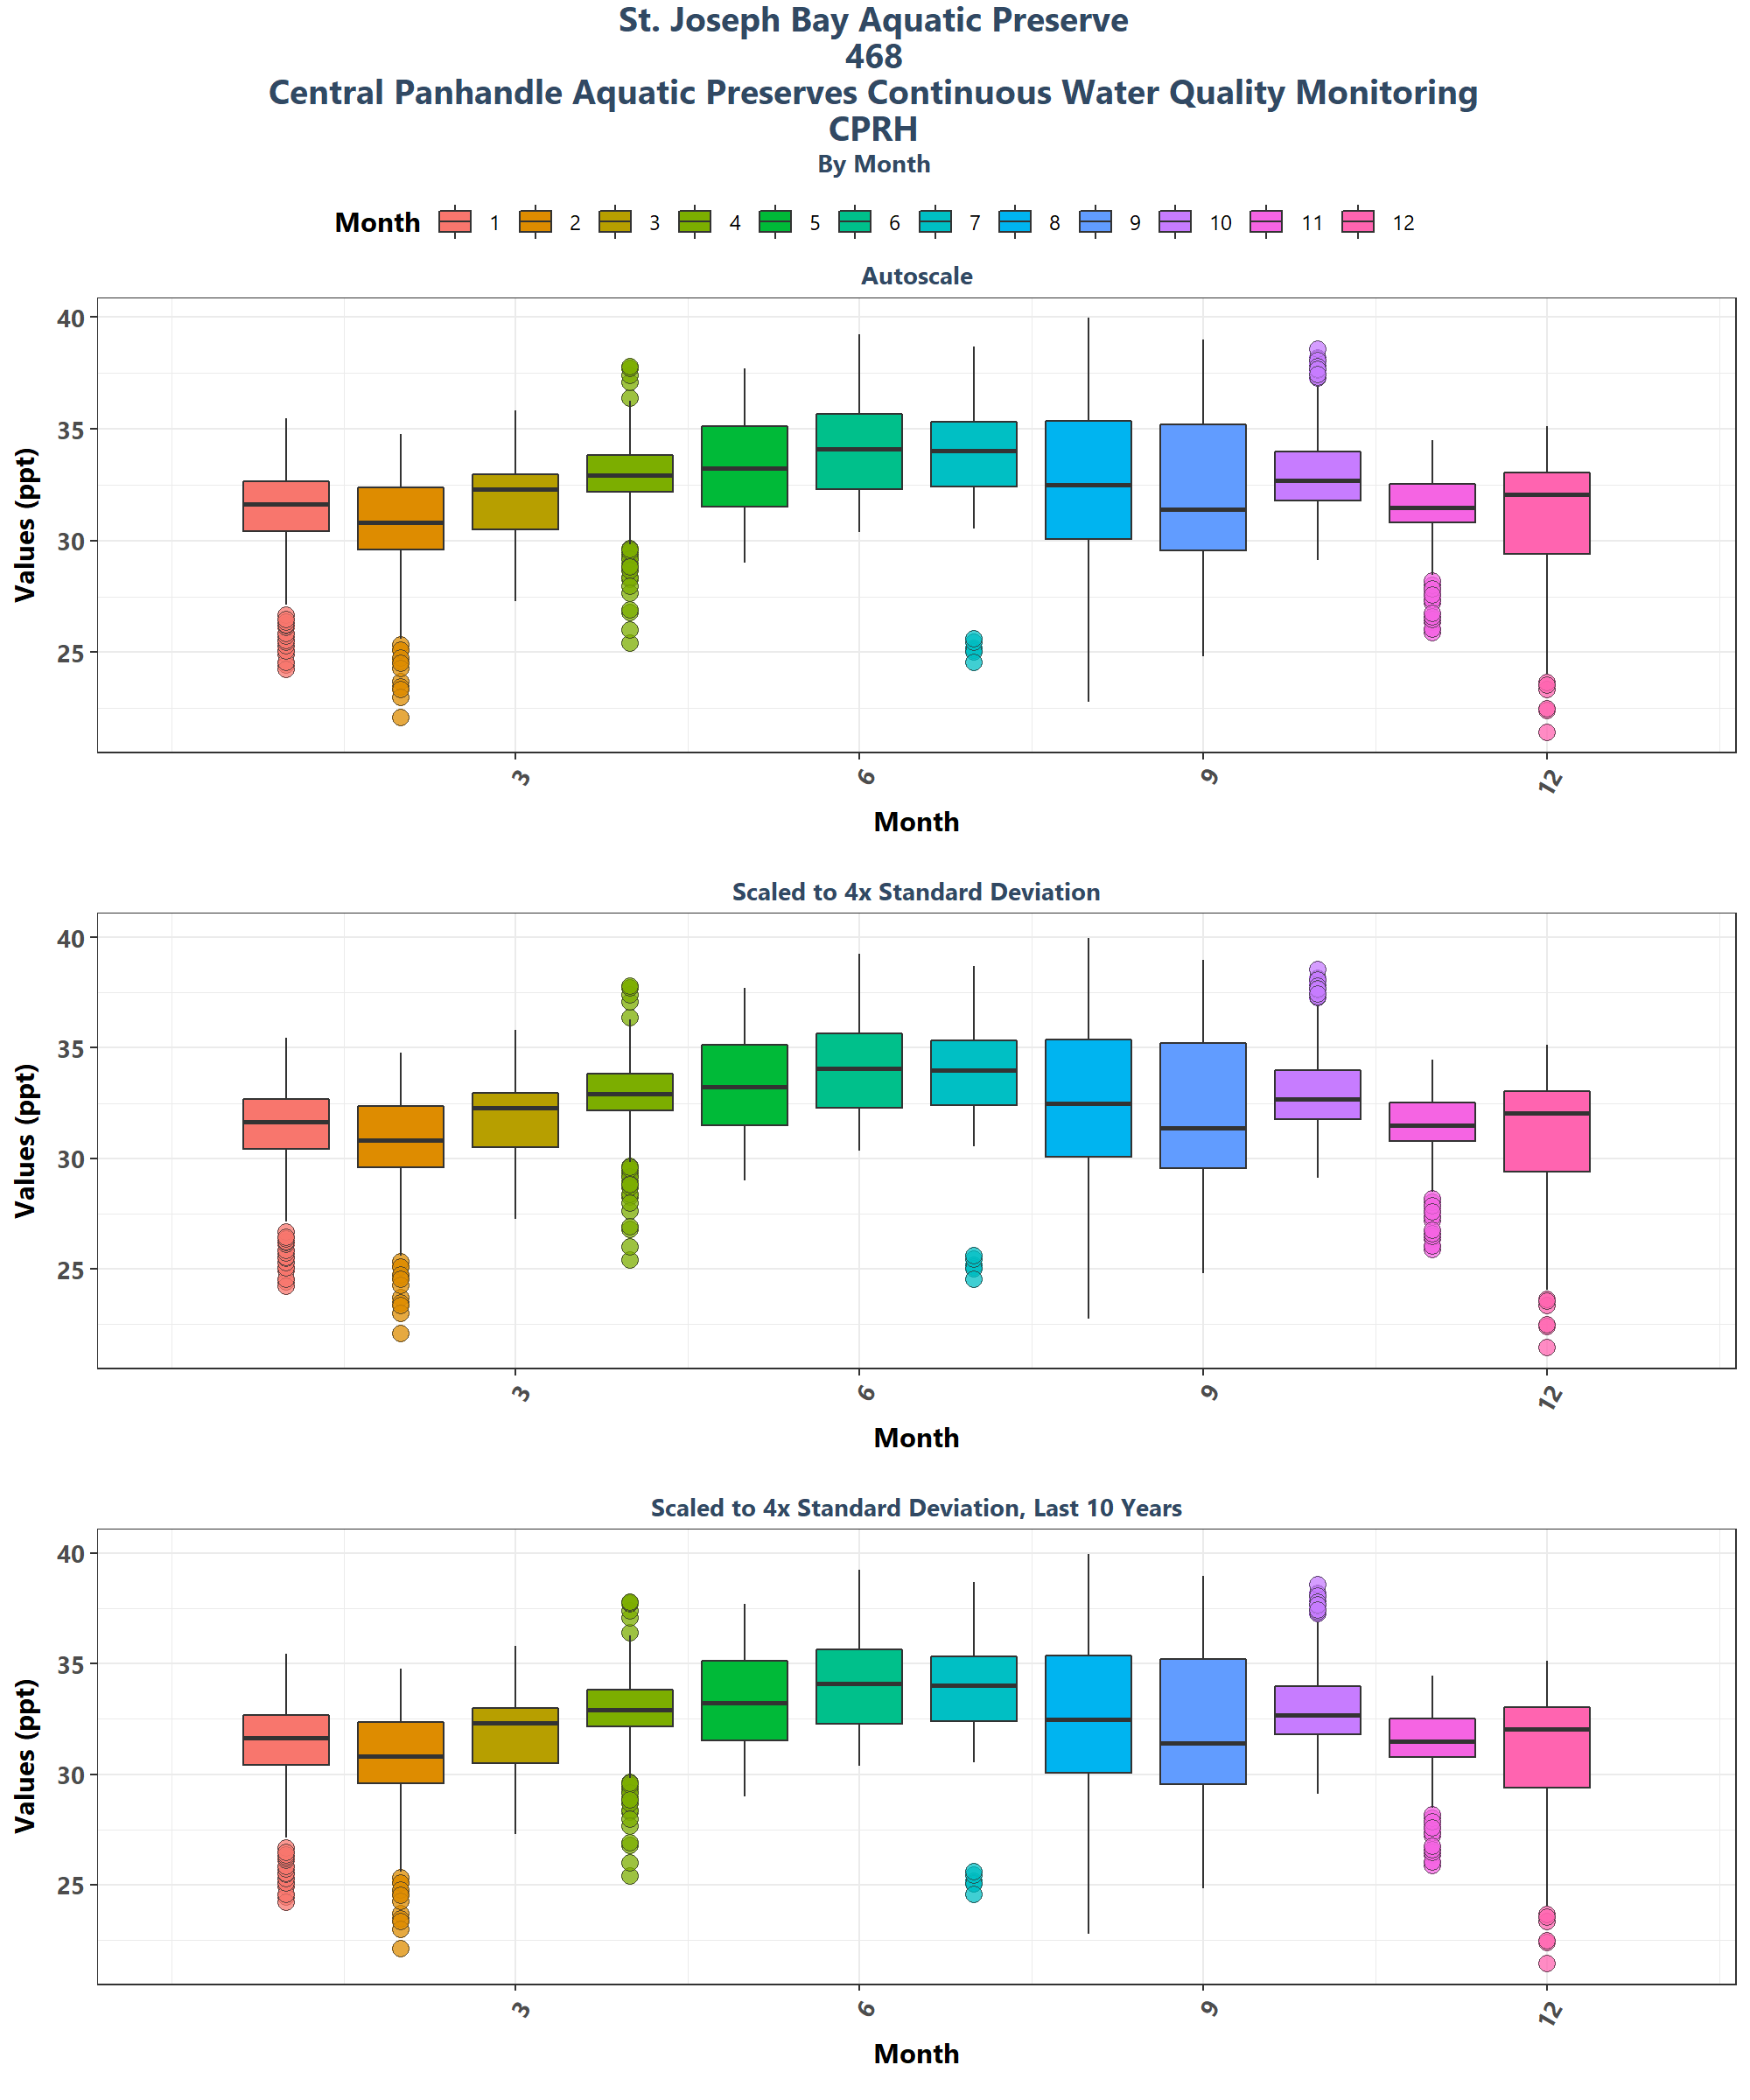 St. Joseph Bay Aquatic Preserve
468
Central Panhandle Aquatic Preserves Continuous Water Quality Monitoring
CPRH
By Month
Month 1 2 3 4 5 6 7 8 9 10 11 12
Autoscale
Values (ppt)
40
35
30
25
3 6 9 12
Month
Scaled to 4x Standard Deviation
Values (ppt)
40
35
30
25
3 6 9 12
Month
Scaled to 4x Standard Deviation, Last 10 Years
Values (ppt)
40
35
30
25
3 6 9 12
Month